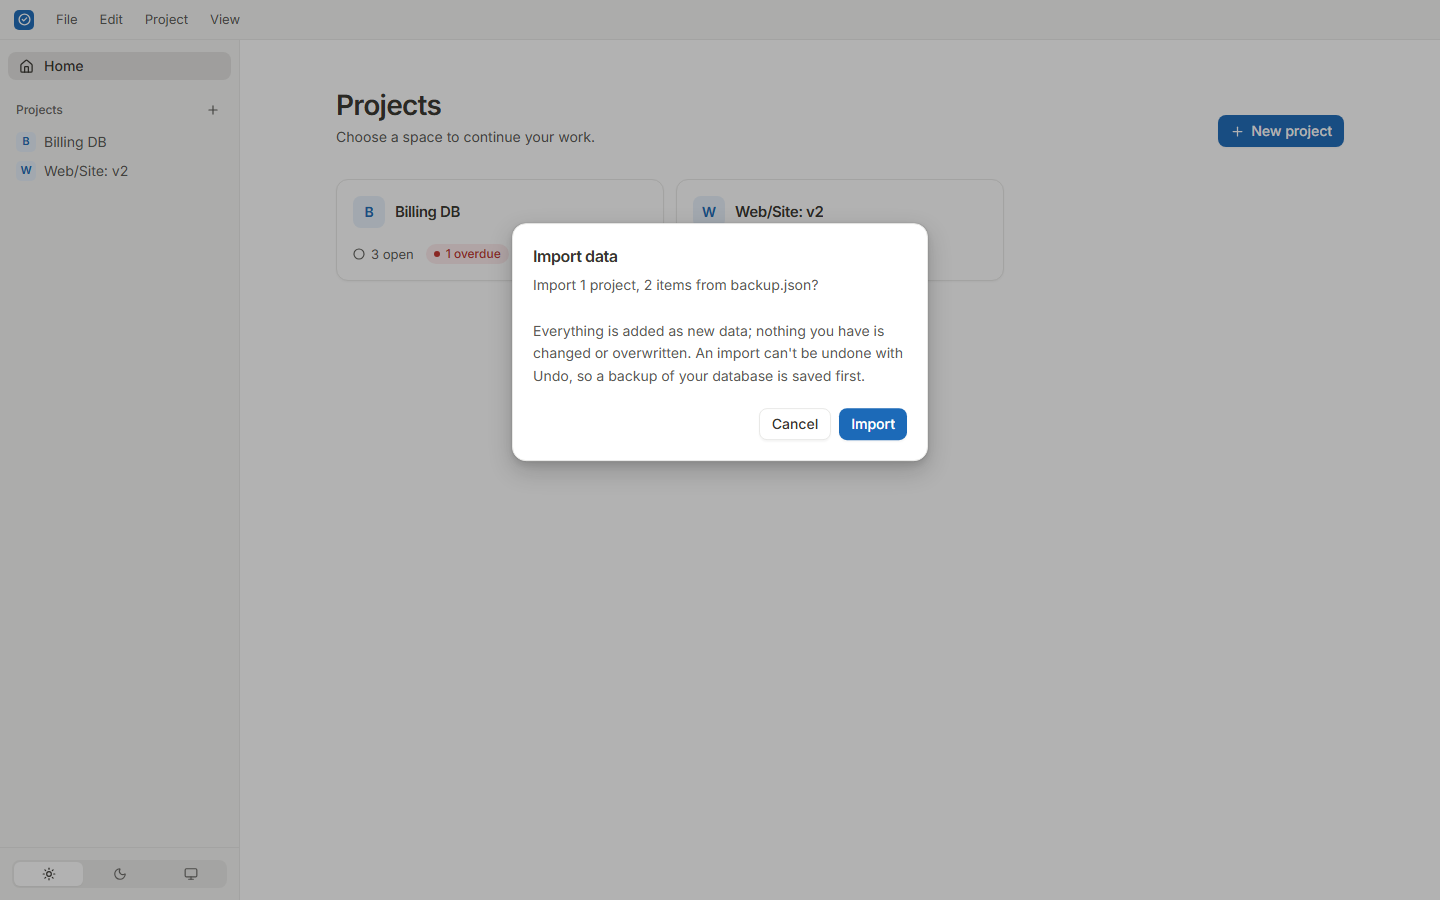 File Edit Project View
Home
Projects
B Billing DB
W Web/Site: v2
Projects
Choose a space to continue your work.
New project
B Billing DB
3 open 1 overdue
W Web/Site: v2
Import data
Import 1 project, 2 items from backup.json?
Everything is added as new data; nothing you have is
changed or overwritten. An import can't be undone with
Undo, so a backup of your database is saved first.
Cancel Import